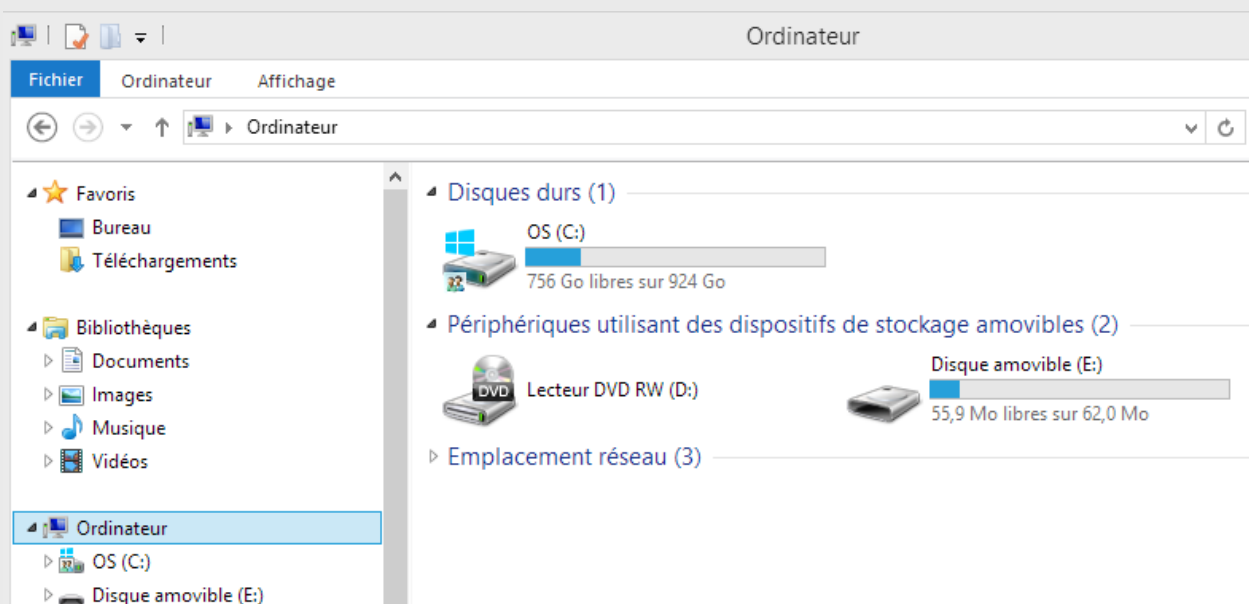 Ordinateur
Fichier Ordinateur Affichage
Ordinateur
Favoris
Bureau
Téléchargements
Bibliothèques
Documents
Images
Musique
Vidéos
Ordinateur
OS (C:)
Disque amovible (E:)
Disques durs (1)
OS (C:)
756 Go libres sur 924 Go
Périphériques utilisant des dispositifs de stockage amovibles (2)
DVD
Lecteur DVD RW (D:)
Disque amovible (E:)
55,9 Mo libres sur 62,0 Mo
Emplacement réseau (3)